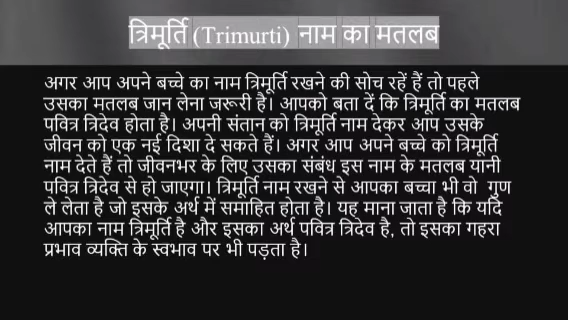 त्रिमूर्ति (Trimurti) नाम का मतलब
अगर आप अपने बच्चे का नाम त्रिमूर्ति रखने की सोच रहें हैं तो पहले
उसका मतलब जान लेना जरूरी है। आपको बता दें कि त्रिमूर्ति का मतलब
पवित्र त्रिदेव होता है। अपनी संतान को त्रिमूर्ति नाम देकर आप उसके
जीवन को एक नई दिशा दे सकते हैं। अगर आप अपने बच्चे को त्रिमूर्ति
नाम देते हैं तो जीवनभर के लिए उसका संबंध इस नाम के मतलब यानी
पवित्र त्रिदेव से हो जाएगा। त्रिमूर्ति नाम रखने से आपका बच्चा भी वो गुण
ले लेता है जो इसके अर्थ में समाहित होता है। यह माना जाता है कि यदि
आपका नाम त्रिमूर्ति है और इसका अर्थ पवित्र त्रिदेव है, तो इसका गहरा
प्रभाव व्यक्ति के स्वभाव पर भी पड़ता है।